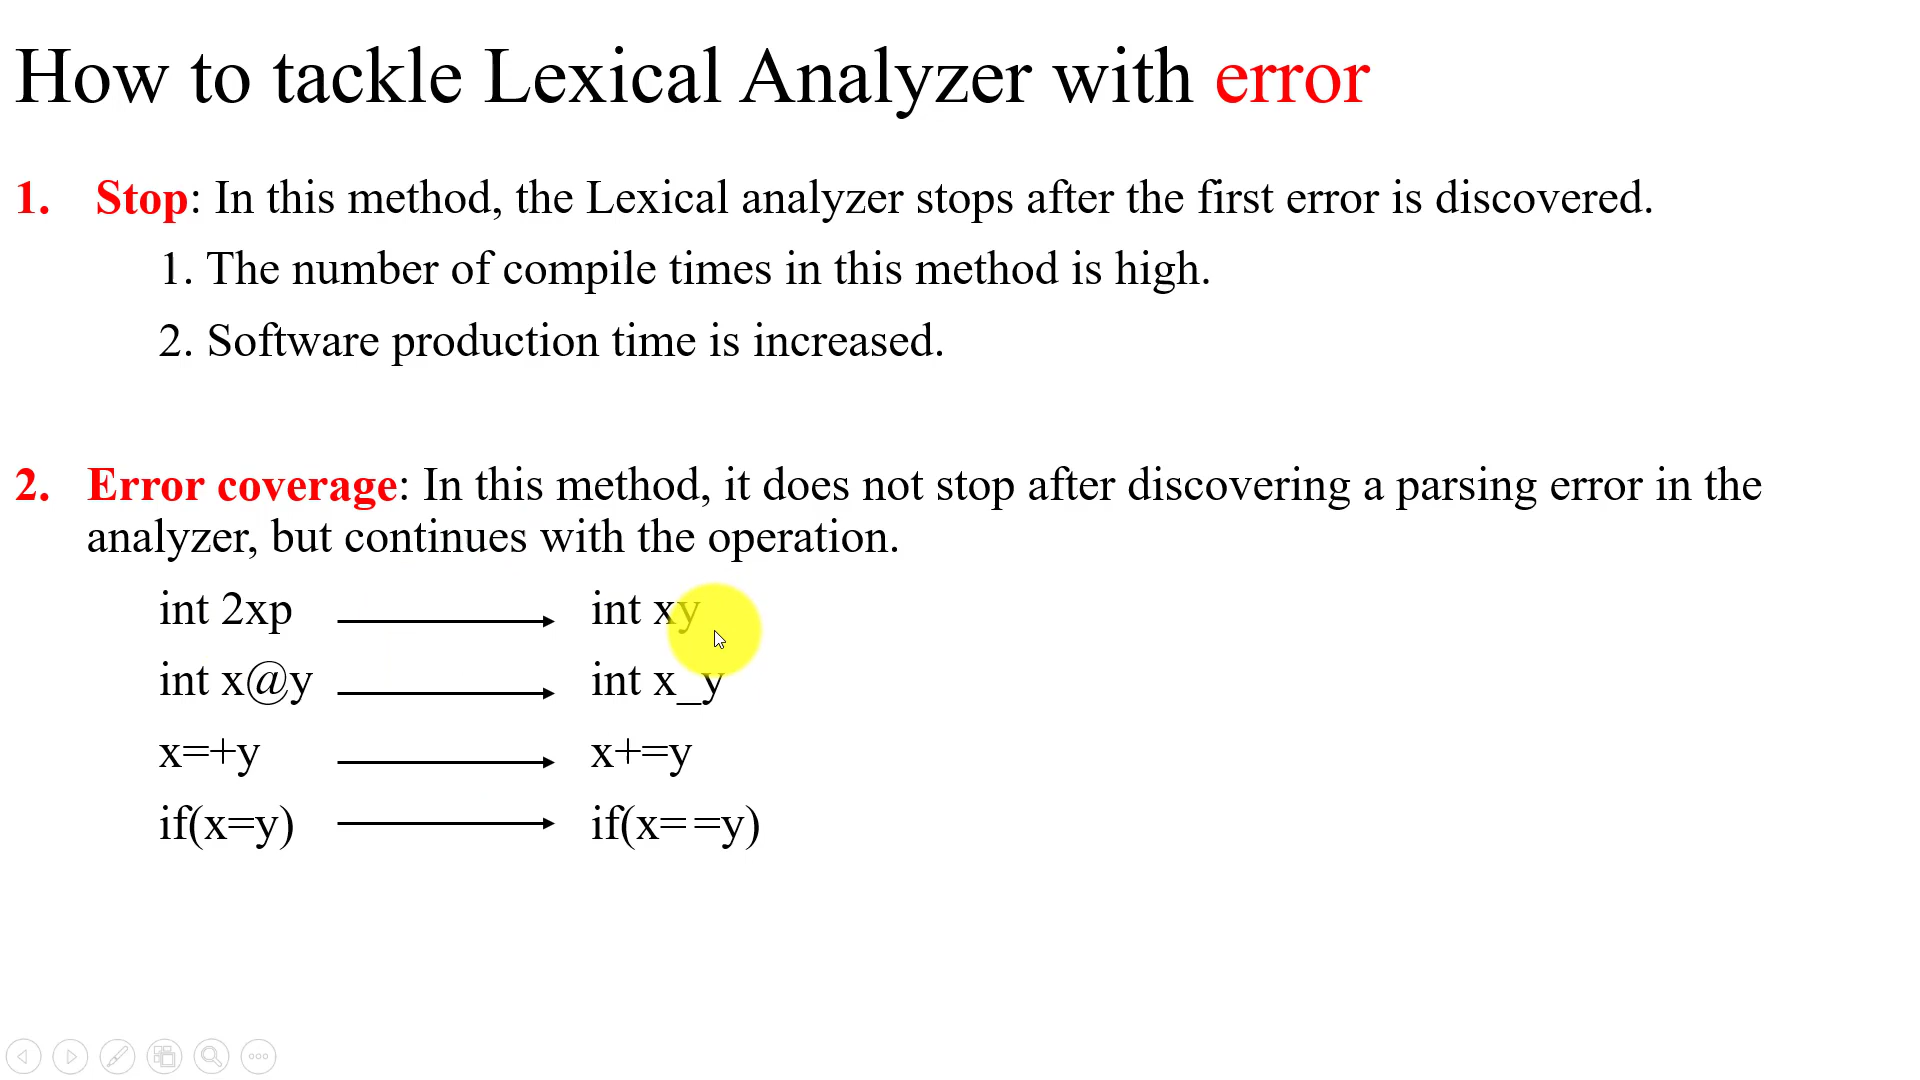 How to tackle Lexical Analyzer with error
1. Stop: In this method, the Lexical analyzer stops after the first error is discovered.
1. The number of compile times in this method is high.
2. Software production time is increased.
2. Error coverage: In this method, it does not stop after discovering a parsing error in the
analyzer, but continues with the operation.
int 2xp int xy
int x@y int x_y
x=+y x+=y
if(x=y) if(x==y)